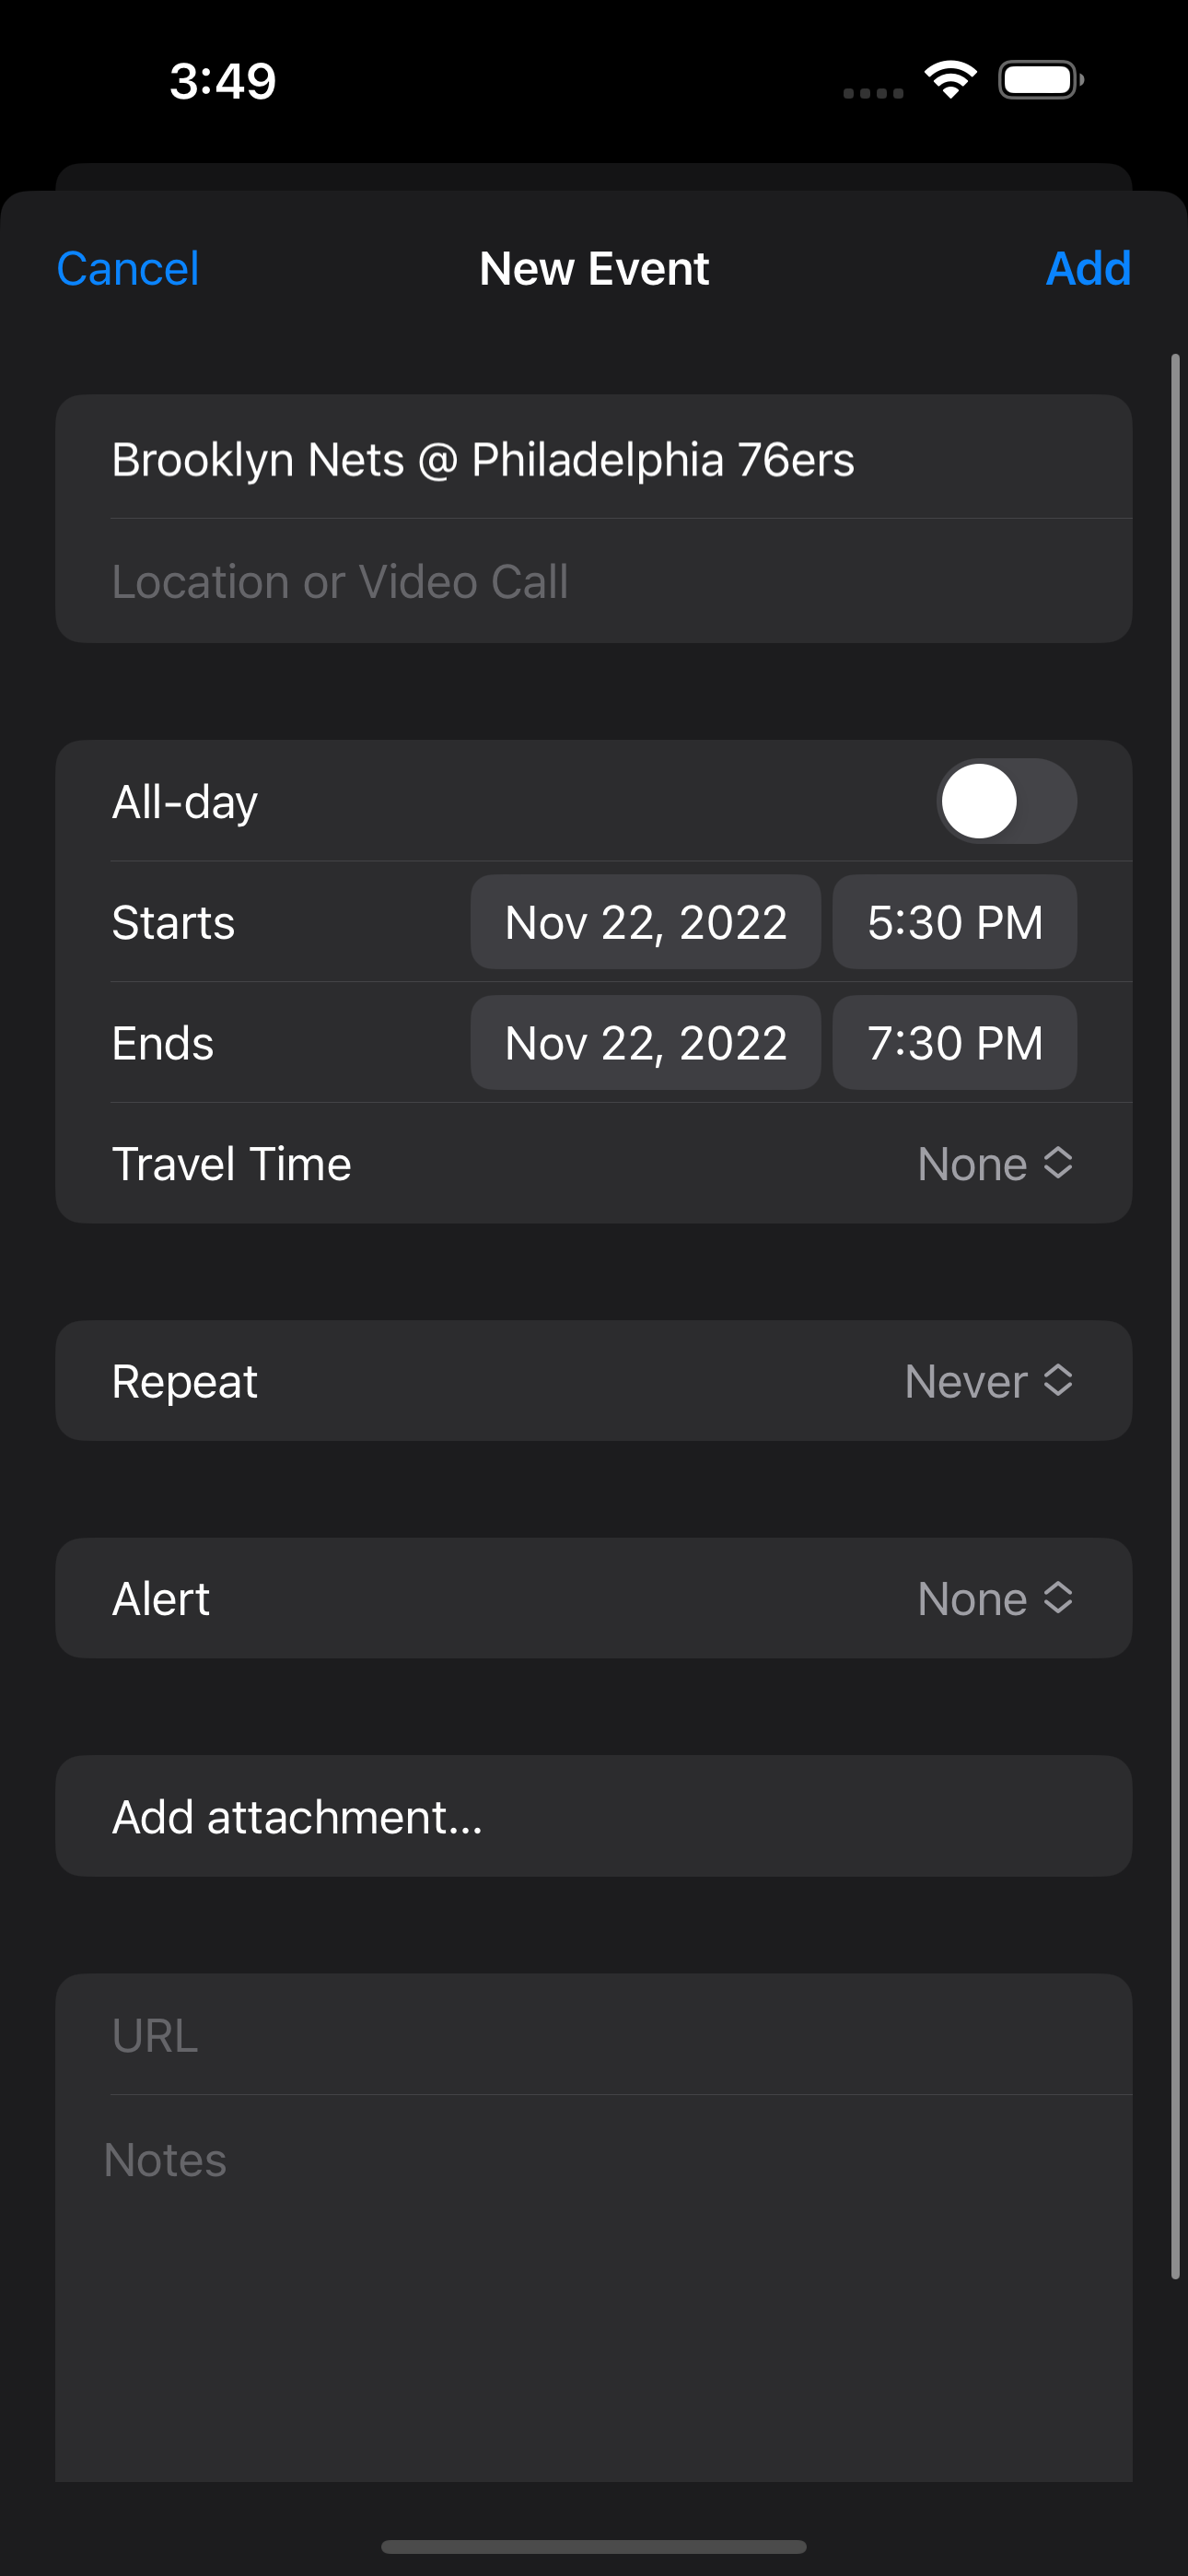 3:49
Cancel New Event Add
Brooklyn Nets @ Philadelphia 76ers
Location or Video Call
All-day
Starts Nov 22, 2022 5:30 PM
Ends Nov 22, 2022 7:30 PM
Travel Time None
Repeat Never
Alert None
Add attachment...
URL
Notes